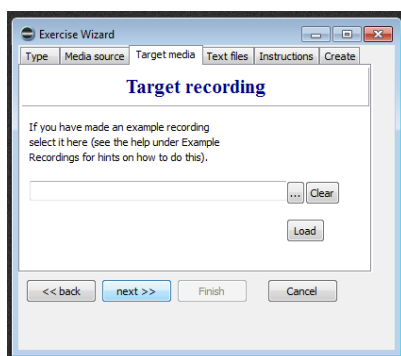 Exercise Wizard
Type Media source Target media Text files Instructions Create
Target recording
If you have made an example recording
select it here (see the help under Example
Recordings for hints on how to do this).
... Clear
Load
<< back next >> Finish Cancel